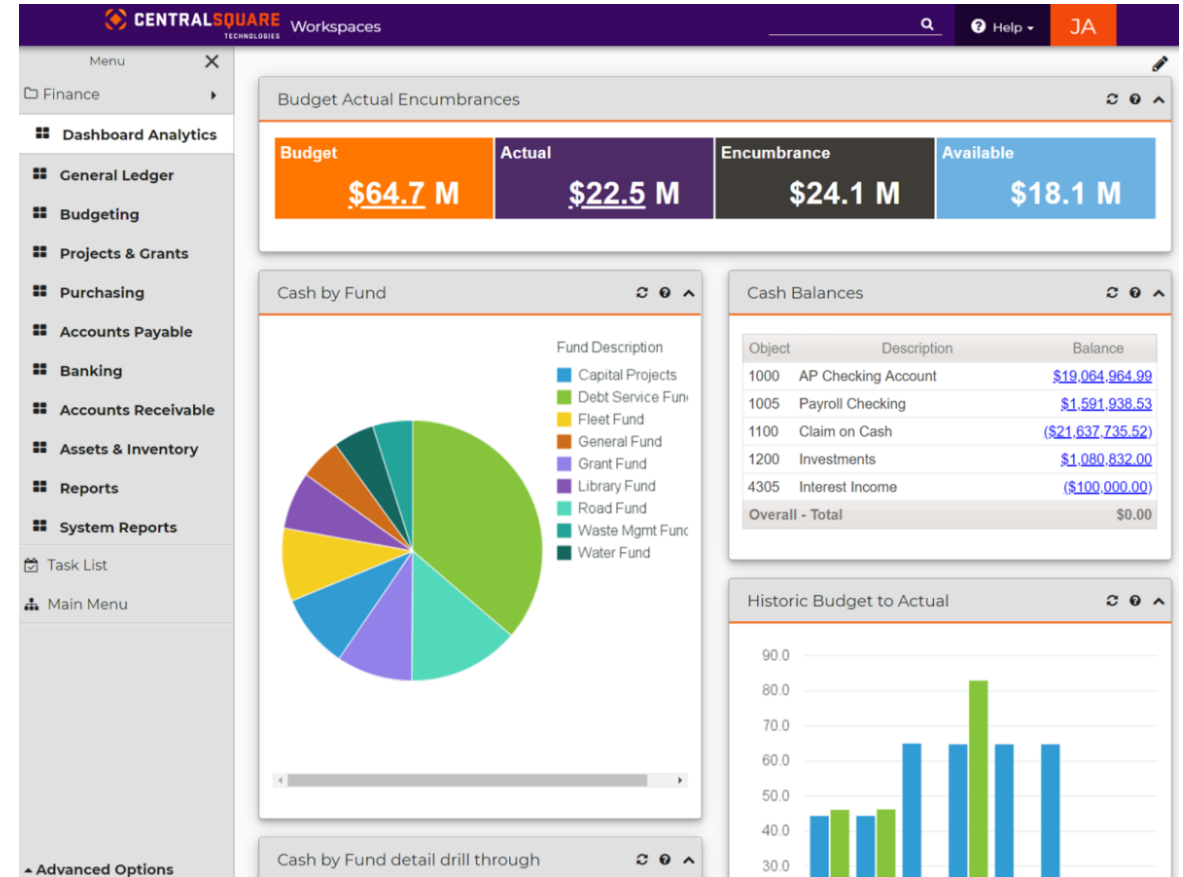 CENTRALSQUARE
TECHNOLOGIES
Workspaces
Help
JA
Menu
Finance
Dashboard Analytics
General Ledger
Budgeting
Projects & Grants
Purchasing
Accounts Payable
Banking
Accounts Receivable
Assets & Inventory
Reports
System Reports
Task List
Main Menu
Advanced Options
Budget Actual Encumbrances
Budget
$64.7 M
Actual
$22.5 M
Encumbrance
$24.1 M
Available
$18.1 M
Cash by Fund
Fund Description
Capital Projects
Debt Service Fun
Fleet Fund
General Fund
Grant Fund
Library Fund
Road Fund
Waste Mgmt Func
Water Fund
Cash by Fund detail drill through
Cash Balances
Object Description Balance
1000 AP Checking Account $19,064,964.99
1005 Payroll Checking $1,591,938.53
1100 Claim on Cash ($21,637,735.52)
1200 Investments $1,080,832.00
4305 Interest Income ($100,000.00)
Overall - Total $0.00
Historic Budget to Actual
90.0
80.0
70.0
60.0
50.0
40.0
30.0